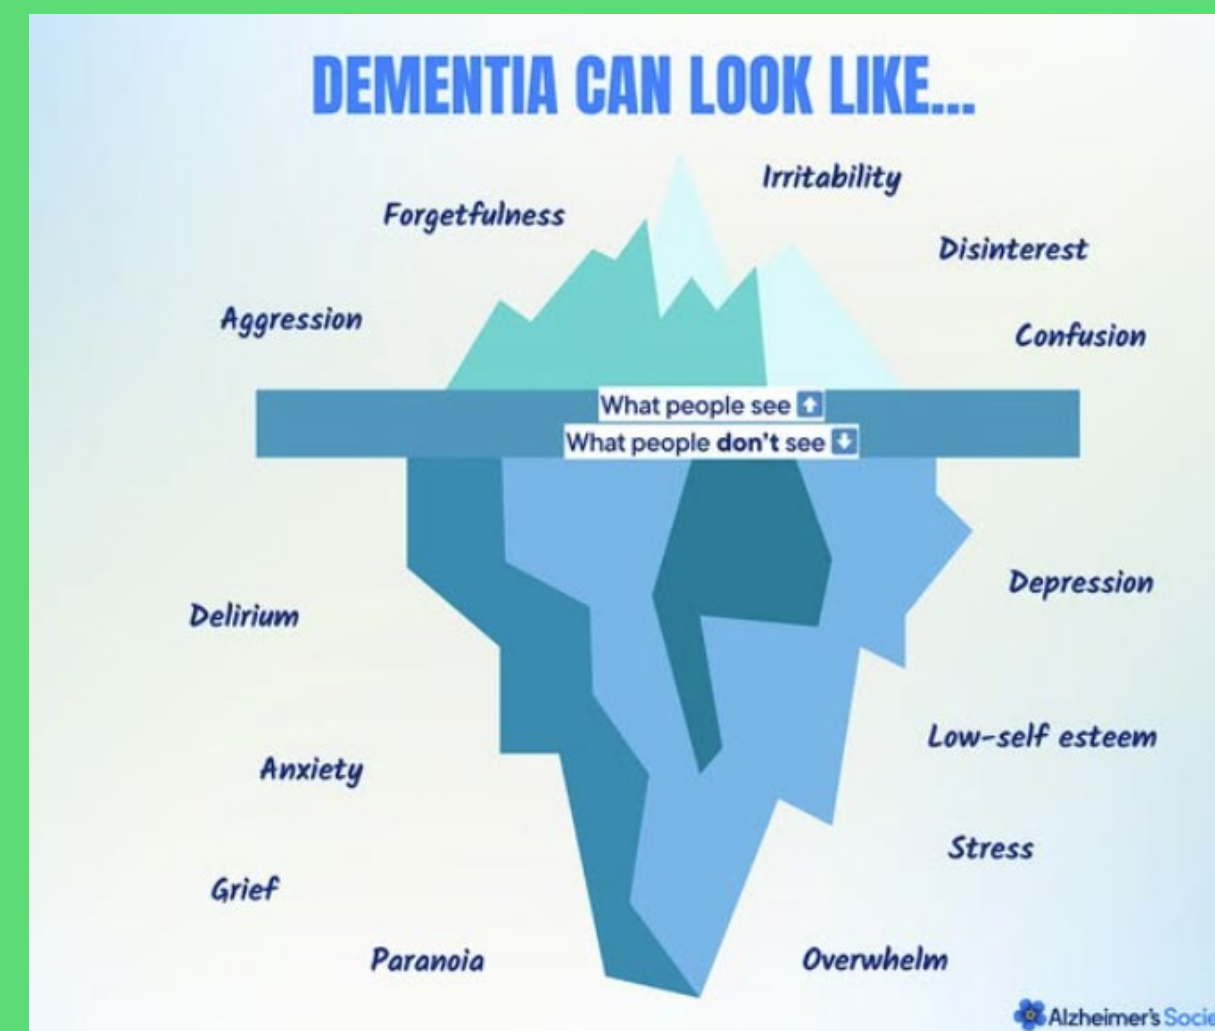 DEMENTIA CAN LOOK LIKE...
Irritability
Forgetfulness
Disinterest
Aggression
Confusion
What people see ⬆
What people don't see ⬇
Depression
Delirium
Low-self esteem
Anxiety
Stress
Grief
Paranoia
Overwhelm
Alzheimer's Socie